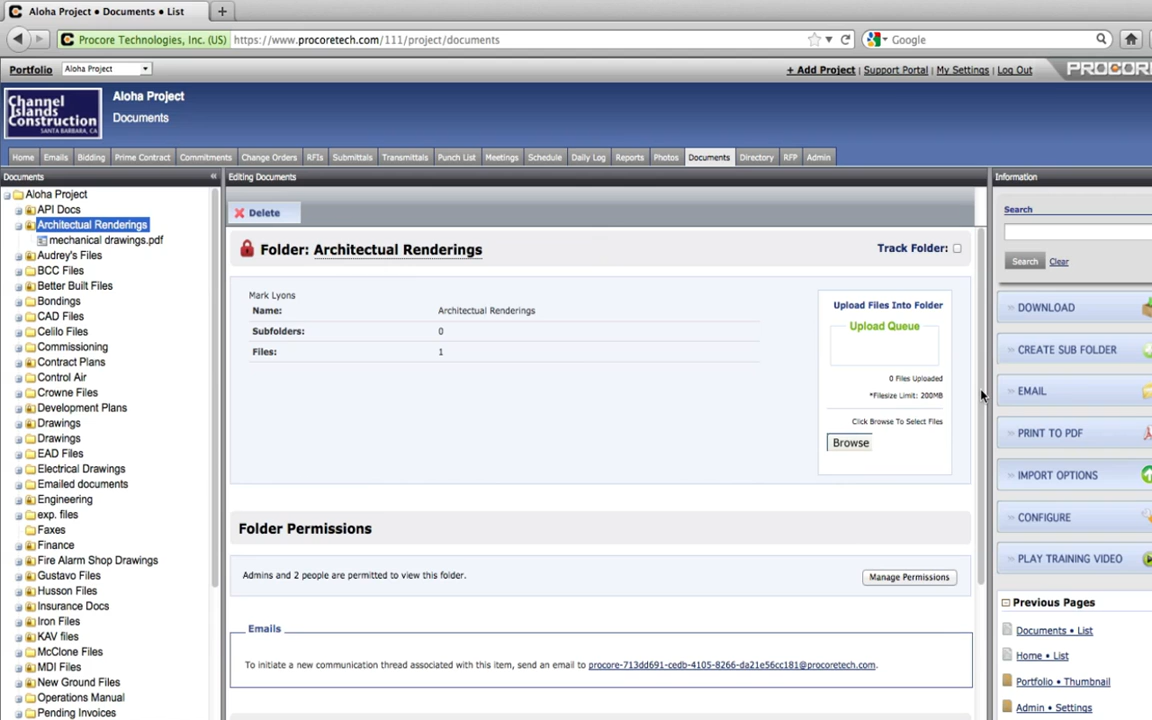 Aloha Project • Documents • List
+
Procore Technologies, Inc. (US) https://www.procoretech.com/111/project/documents
Google
Portfolio Aloha Project + Add Project Support Portal My Settings Log Out PROCOR
Channel Islands Construction
SANTA BARBARA, CA
Aloha Project
Documents
Home Emails Bidding Prime Contract Commitments Change Orders RFIs Submittals Transmittals Punch List Meetings Schedule Daily Log Reports Photos Documents Directory RFP Admin
Documents «
Aloha Project
API Docs
Architectual Renderings
mechanical drawings.pdf
Audrey's Files
BCC Files
Better Built Files
Bondings
CAD Files
Celilo Files
Commissioning
Contract Plans
Control Air
Crowne Files
Development Plans
Drawings
Drawings
EAD Files
Electrical Drawings
Emailed documents
Engineering
exp. files
Faxes
Finance
Fire Alarm Shop Drawings
Gustavo Files
Husson Files
Insurance Docs
Iron Files
KAV files
McClone Files
MDI Files
New Ground Files
Operations Manual
Pending Invoices
Editing Documents
Delete
Folder: Architectual Renderings
Track Folder:
Mark Lyons
Name: Architectual Renderings
Subfolders: 0
Files: 1
Upload Files Into Folder
Upload Queue
0 Files Uploaded
*Filesize Limit: 200MB
Click Browse To Select Files
Browse
Folder Permissions
Admins and 2 people are permitted to view this folder.
Manage Permissions
Emails
To initiate a new communication thread associated with this item, send an email to procore-713dd691-cedb-4105-8266-da21e56cc181@procoretech.com.
Information
Search
Search Clear
» DOWNLOAD
» CREATE SUB FOLDER
» EMAIL
» PRINT TO PDF
» IMPORT OPTIONS
» CONFIGURE
» PLAY TRAINING VIDEO
Previous Pages
Documents • List
Home • List
Portfolio • Thumbnail
Admin • Settings